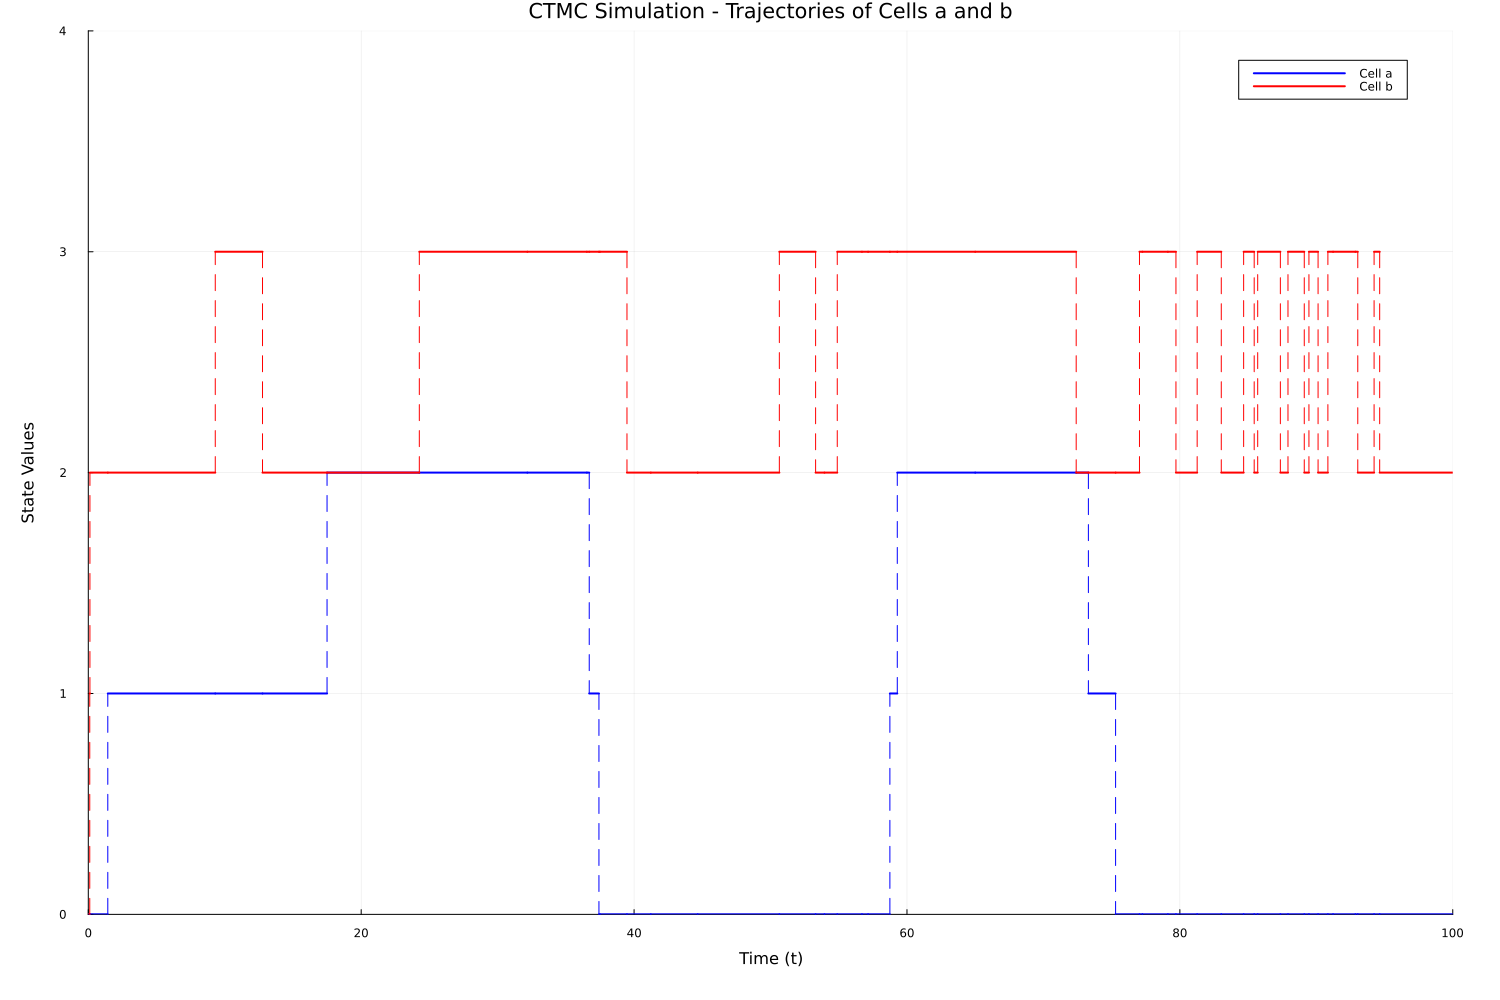 CTMC Simulation - Trajectories of Cells a and b
Cell a
Cell b
State Values
4
3
2
1
0
0 20 40 60 80 100
Time (t)